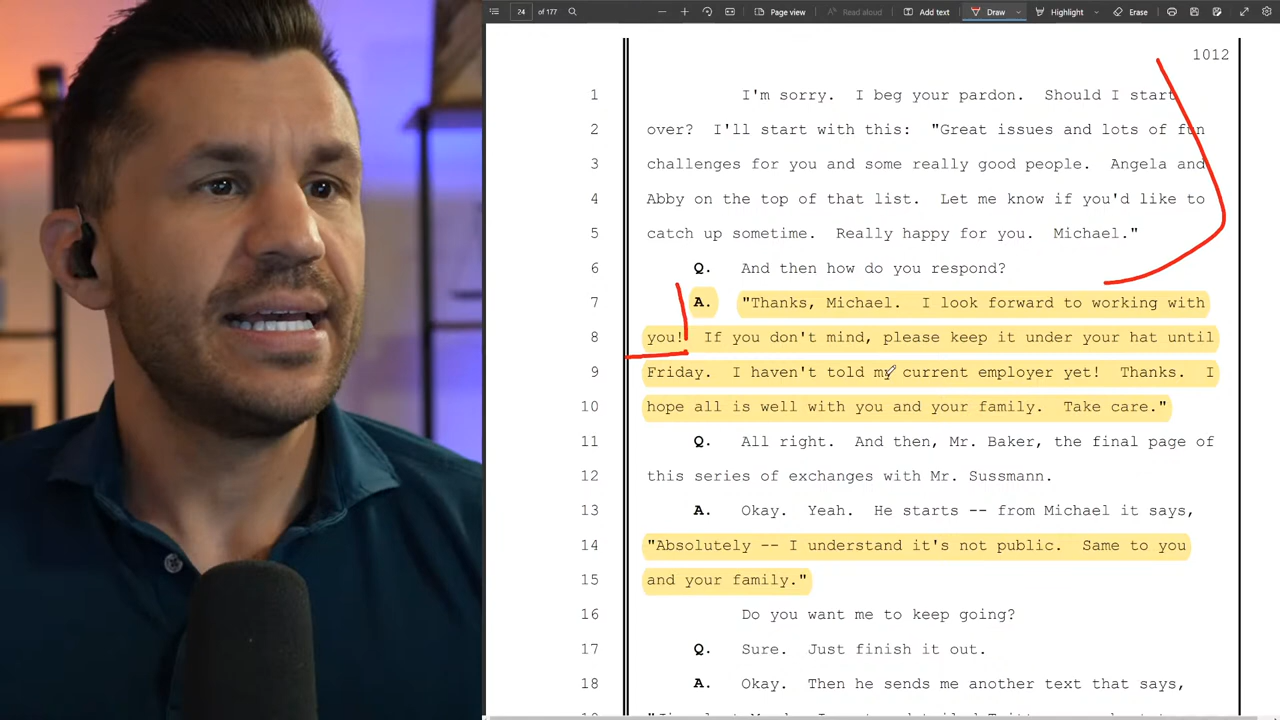 24 of 177 Page view Read aloud Add text Draw Highlight Erase
1012
1 I'm sorry. I beg your pardon. Should I start
2 over? I'll start with this: "Great issues and lots of fun
3 challenges for you and some really good people. Angela and
4 Abby on the top of that list. Let me know if you'd like to
5 catch up sometime. Really happy for you. Michael."
6 Q. And then how do you respond?
7 A. "Thanks, Michael. I look forward to working with
8 you! If you don't mind, please keep it under your hat until
9 Friday. I haven't told my current employer yet! Thanks. I
10 hope all is well with you and your family. Take care."
11 Q. All right. And then, Mr. Baker, the final page of
12 this series of exchanges with Mr. Sussmann.
13 A. Okay. Yeah. He starts -- from Michael it says,
14 "Absolutely -- I understand it's not public. Same to you
15 and your family."
16 Do you want me to keep going?
17 Q. Sure. Just finish it out.
18 A. Okay. Then he sends me another text that says,